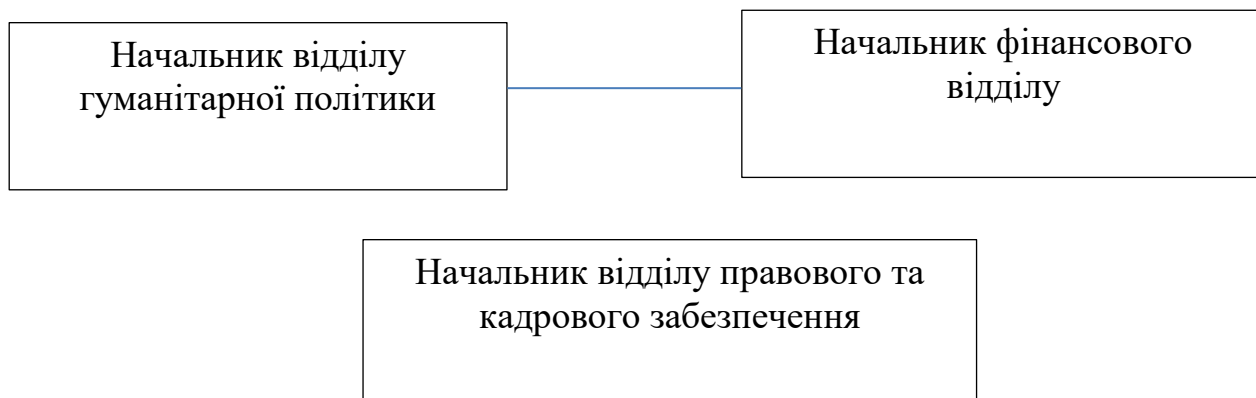 Начальник відділу
гуманітарної політики
Начальник фінансового
відділу
Начальник відділу правового та
кадрового забезпечення